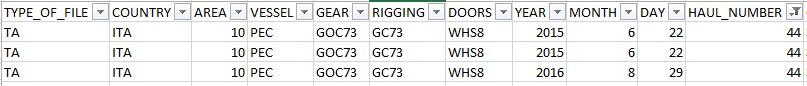 TYPE_OF_FILE COUNTRY AREA VESSEL GEAR RIGGING DOORS YEAR MONTH DAY HAUL_NUMBER
TA ITA 10 PEC GOC73 GC73 WHS8 2015 6 22 44
TA ITA 10 PEC GOC73 GC73 WHS8 2015 6 22 44
TA ITA 10 PEC GOC73 GC73 WHS8 2016 8 29 44